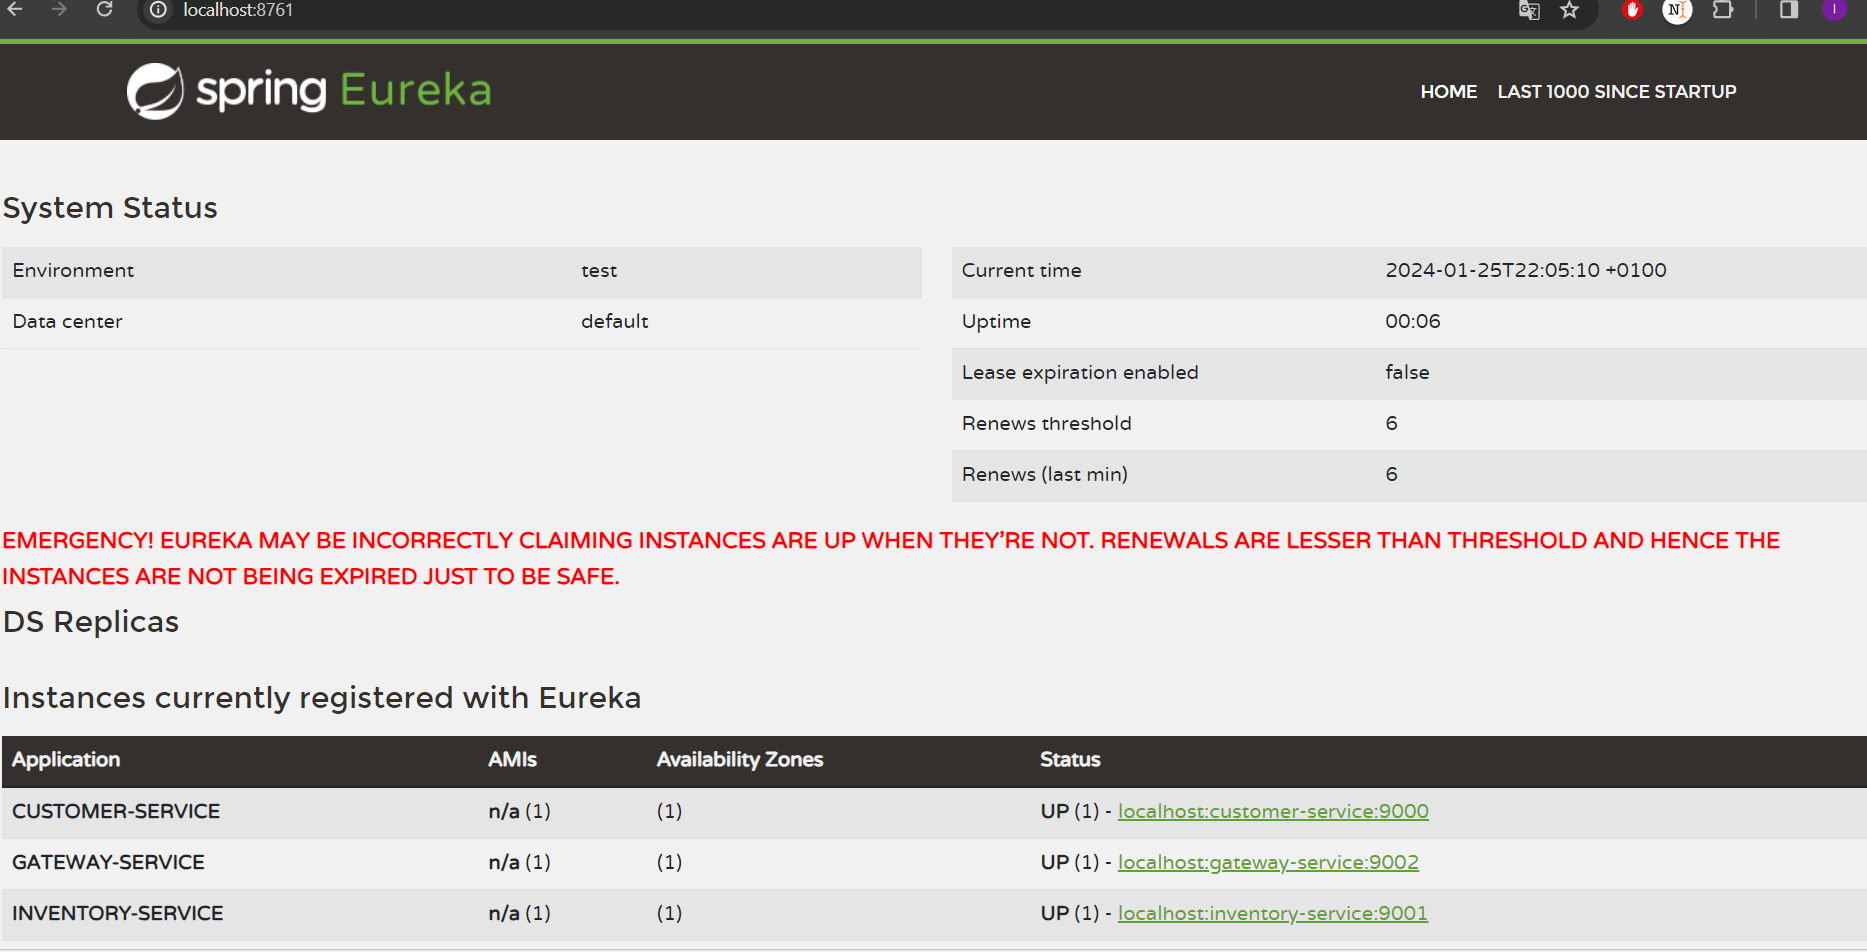 localhost:8761
spring Eureka
HOME LAST 1000 SINCE STARTUP
System Status
Environment test
Data center default
Current time 2024-01-25T22:05:10 +0100
Uptime 00:06
Lease expiration enabled false
Renews threshold 6
Renews (last min) 6
EMERGENCY! EUREKA MAY BE INCORRECTLY CLAIMING INSTANCES ARE UP WHEN THEY'RE NOT. RENEWALS ARE LESSER THAN THRESHOLD AND HENCE THE
INSTANCES ARE NOT BEING EXPIRED JUST TO BE SAFE.
DS Replicas
Instances currently registered with Eureka
Application AMIs Availability Zones Status
CUSTOMER-SERVICE n/a (1) (1) UP (1) - localhost:customer-service:9000
GATEWAY-SERVICE n/a (1) (1) UP (1) - localhost:gateway-service:9002
INVENTORY-SERVICE n/a (1) (1) UP (1) - localhost:inventory-service:9001